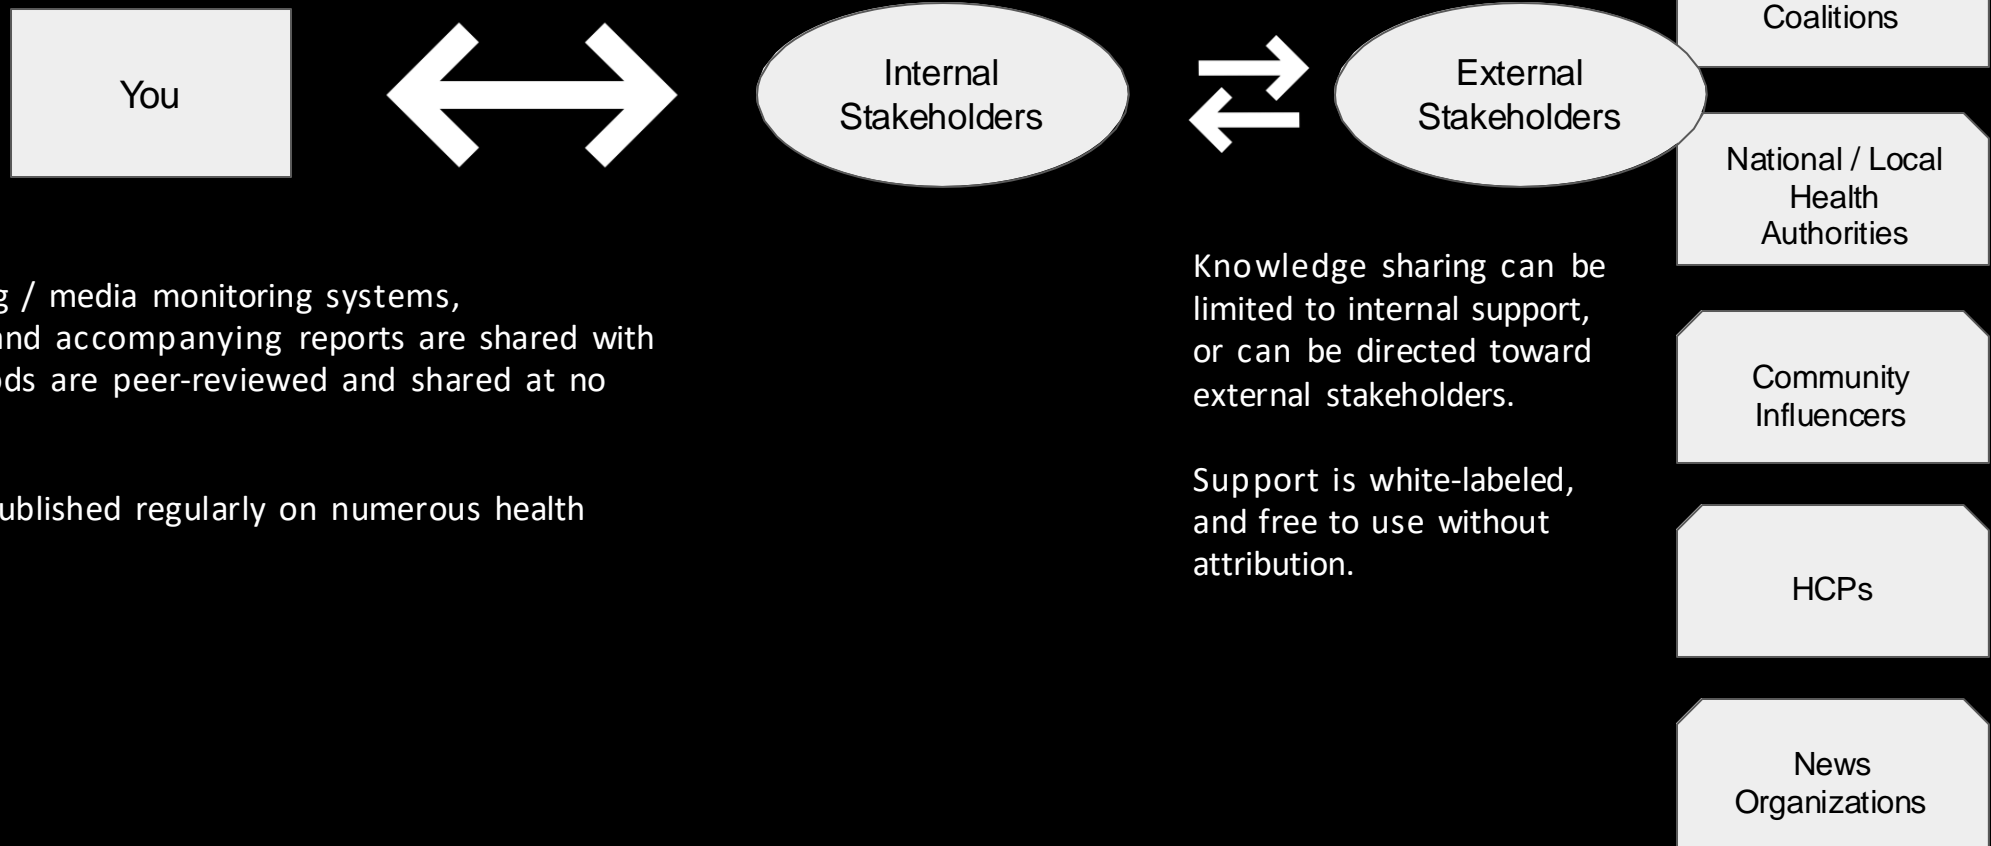 You
Internal
Stakeholders
External
Stakeholders
Coalitions
National / Local
Health
Authorities
Community
Influencers
HCPs
News
Organizations
/ media monitoring systems,
accompanying reports are shared with
are peer-reviewed and shared at no
regularly on numerous health
Knowledge sharing can be
limited to internal support,
or can be directed toward
external stakeholders.
Support is white-labeled,
and free to use without
attribution.